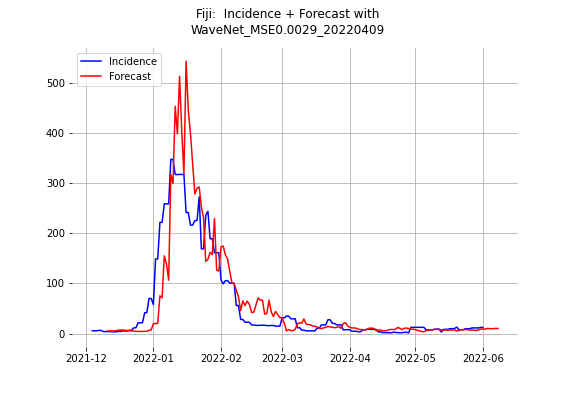 Fiji:  Incidence + Forecast with
WaveNet_MSE0.0029_20220409
Incidence
Forecast
500
400
300
200
100
0
2021-12 2022-01 2022-02 2022-03 2022-04 2022-05 2022-06